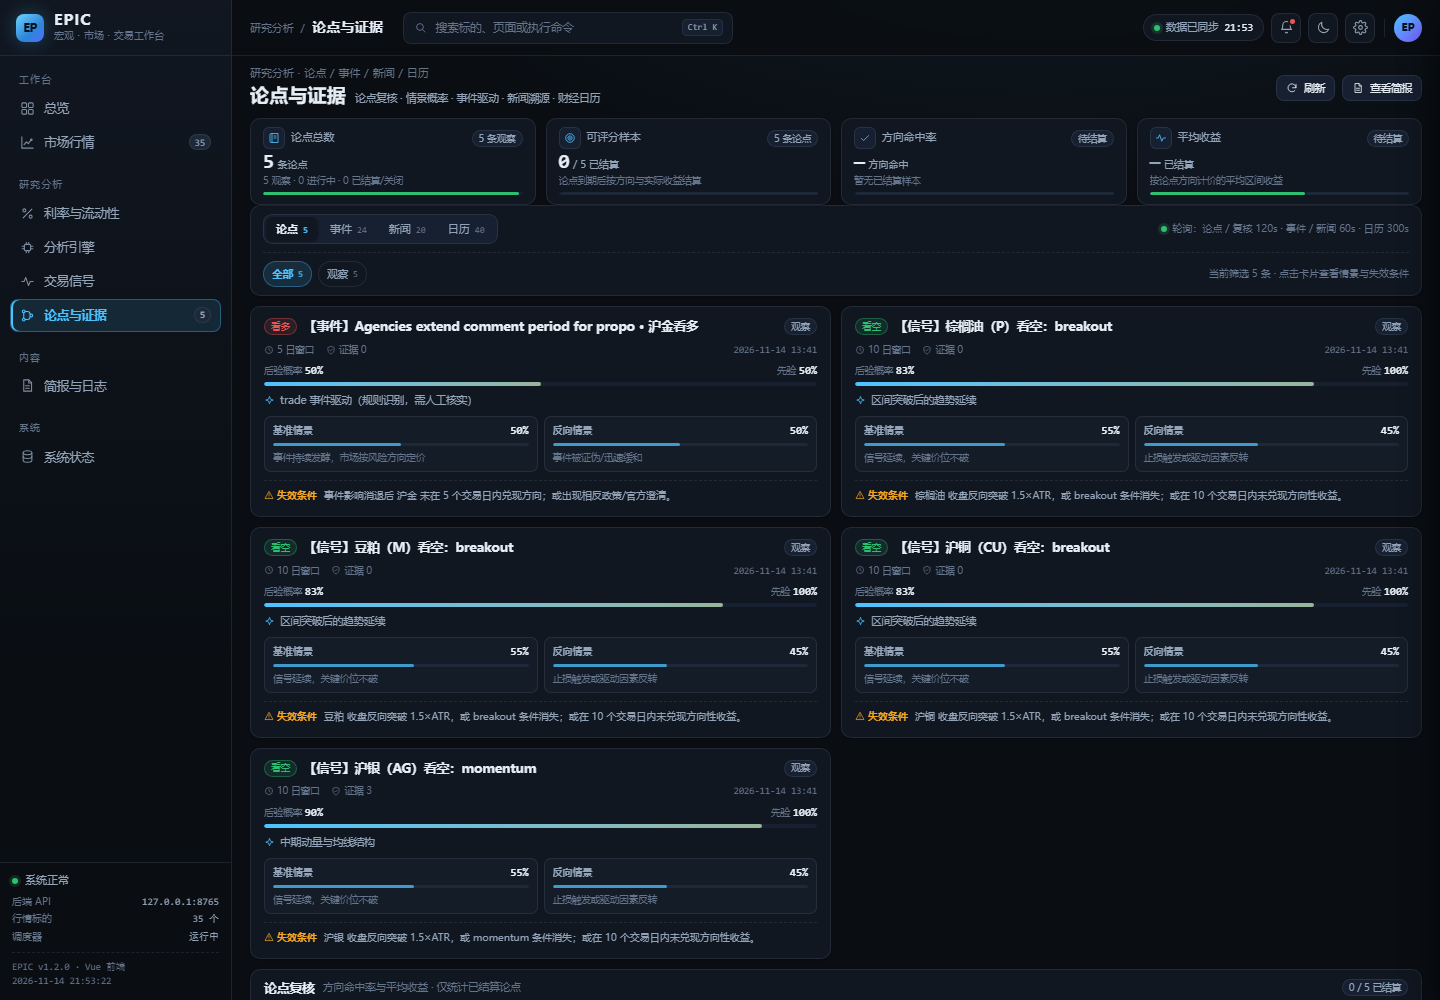 EP
EPIC
宏观 · 市场 · 交易工作台
工作台
总览
市场行情 35
研究分析
利率与流动性
分析引擎
交易信号
论点与证据 5
内容
简报与日志
系统
系统状态
系统正常
后端 API 127.0.0.1:8765
行情标的 35 个
调度器 运行中
EPIC v1.2.0 · Vue 前端
2026-11-14 21:53:22
研究分析 / 论点与证据
搜索标的、页面或执行命令 Ctrl K
数据已同步 21:53
EP
研究分析 · 论点 / 事件 / 新闻 / 日历
论点与证据 论点复核 · 情景概率 · 事件驱动 · 新闻溯源 · 财经日历
刷新 查看简报
论点总数 5 条观察
5 条论点
5 观察 · 0 进行中 · 0 已结算/关闭
可评分样本 5 条论点
0 / 5 已结算
论点到期后按方向与实际收益结算
方向命中率 待结算
— 方向命中
暂无已结算样本
平均收益 待结算
— 已结算
按论点方向计价的平均区间收益
论点 5 事件 24 新闻 20 日历 40
轮询: 论点 / 复核 120s · 事件 / 新闻 60s · 日历 300s
全部 5 观察 5
当前筛选 5 条 · 点击卡片查看情景与失效条件
看多 【事件】Agencies extend comment period for propo • 沪金看多 观察
5 日窗口 证据 0 2026-11-14 13:41
后验概率 50% 先验 50%
trade 事件驱动（规则识别，需人工核实）
基准情景 50%
事件持续发酵，市场按风险方向定价
反向情景 50%
事件被证伪/迅速缓和
⚠ 失效条件 事件影响消退后 沪金 未在 5 个交易日内兑现方向；或出现相反政策/官方澄清。
看空 【信号】棕榈油（P）看空：breakout 观察
10 日窗口 证据 0 2026-11-14 13:41
后验概率 83% 先验 100%
区间突破后的趋势延续
基准情景 55%
信号延续，关键价位不破
反向情景 45%
止损触发或驱动因素反转
⚠ 失效条件 棕榈油 收盘反向突破 1.5×ATR，或 breakout 条件消失；或在 10 个交易日内未兑现方向性收益。
看空 【信号】豆粕（M）看空：breakout 观察
10 日窗口 证据 0 2026-11-14 13:41
后验概率 83% 先验 100%
区间突破后的趋势延续
基准情景 55%
信号延续，关键价位不破
反向情景 45%
止损触发或驱动因素反转
⚠ 失效条件 豆粕 收盘反向突破 1.5×ATR，或 breakout 条件消失；或在 10 个交易日内未兑现方向性收益。
看空 【信号】沪铜（CU）看空：breakout 观察
10 日窗口 证据 0 2026-11-14 13:41
后验概率 83% 先验 100%
区间突破后的趋势延续
基准情景 55%
信号延续，关键价位不破
反向情景 45%
止损触发或驱动因素反转
⚠ 失效条件 沪铜 收盘反向突破 1.5×ATR，或 breakout 条件消失；或在 10 个交易日内未兑现方向性收益。
看空 【信号】沪银（AG）看空：momentum 观察
10 日窗口 证据 3 2026-11-14 13:41
后验概率 90% 先验 100%
中期动量与均线结构
基准情景 55%
信号延续，关键价位不破
反向情景 45%
止损触发或驱动因素反转
⚠ 失效条件 沪银 收盘反向突破 1.5×ATR，或 momentum 条件消失；或在 10 个交易日内未兑现方向性收益。
论点复核 方向命中率与平均收益 · 仅统计已结算论点 0 / 5 已结算